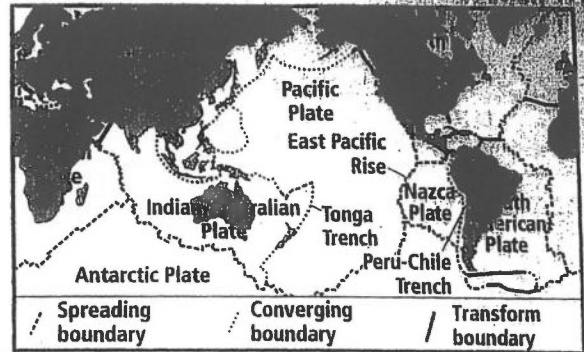 Pacific
Plate
East Pacific
Rise
Nazca
Plate
Plate
Tonga
Trench
Plate
Peru-Chile
Trench
Antarctic Plate
Spreading
boundary
Converging
boundary
Transform
boundary